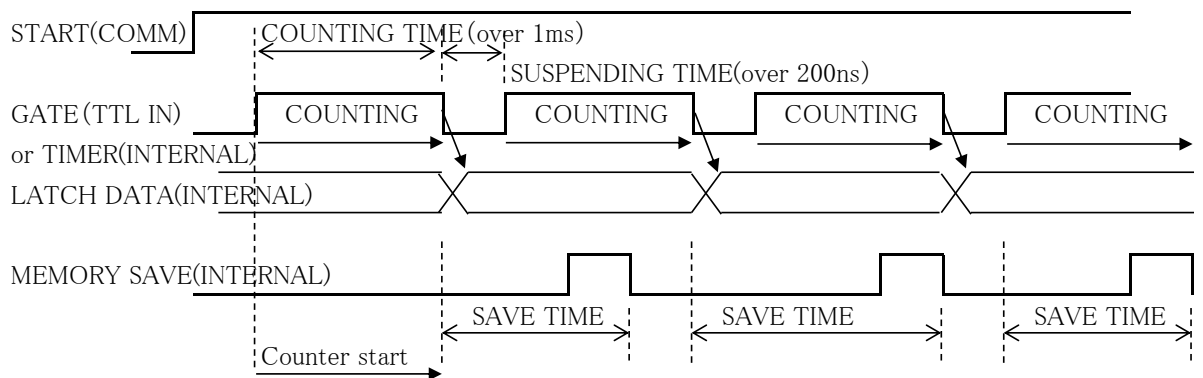 START(COMM)
COUNTING TIME(over 1ms)
SUSPENDING TIME(over 200ns)
GATE(TTL IN)
COUNTING
COUNTING
COUNTING
COUNTING
or TIMER(INTERNAL)
LATCH DATA(INTERNAL)
MEMORY SAVE(INTERNAL)
SAVE TIME
SAVE TIME
SAVE TIME
Counter start